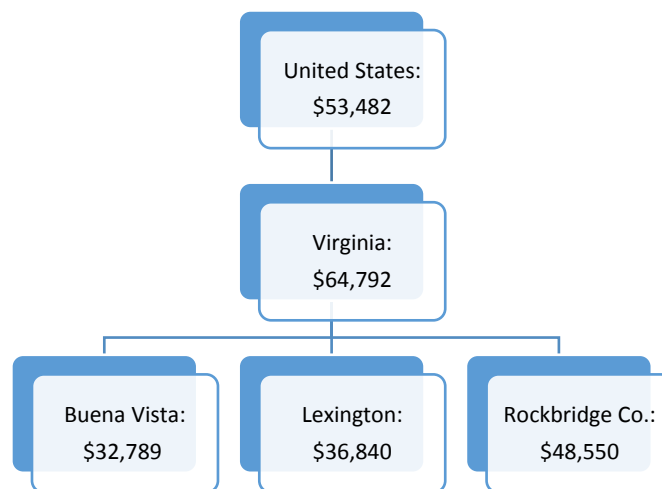 United States:
$53,482
Virginia:
$64,792
Buena Vista:
$32,789
Lexington:
$36,840
Rockbridge Co.:
$48,550